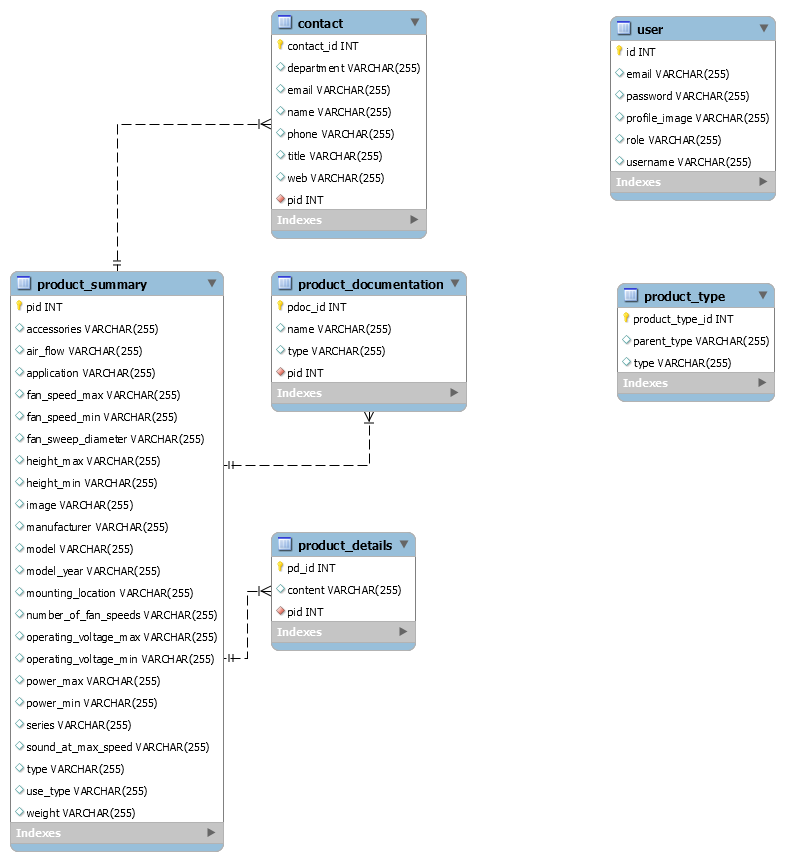 contact
contact_id INT
department VARCHAR(255)
email VARCHAR(255)
name VARCHAR(255)
phone VARCHAR(255)
title VARCHAR(255)
web VARCHAR(255)
pid INT
Indexes
user
id INT
email VARCHAR(255)
password VARCHAR(255)
profile_image VARCHAR(255)
role VARCHAR(255)
username VARCHAR(255)
Indexes
product_summary
pid INT
accessories VARCHAR(255)
air_flow VARCHAR(255)
application VARCHAR(255)
fan_speed_max VARCHAR(255)
fan_speed_min VARCHAR(255)
fan_sweep_diameter VARCHAR(255)
height_max VARCHAR(255)
height_min VARCHAR(255)
image VARCHAR(255)
manufacturer VARCHAR(255)
model VARCHAR(255)
model_year VARCHAR(255)
mounting_location VARCHAR(255)
number_of_fan_speeds VARCHAR(255)
operating_voltage_max VARCHAR(255)
operating_voltage_min VARCHAR(255)
power_max VARCHAR(255)
power_min VARCHAR(255)
series VARCHAR(255)
sound_at_max_speed VARCHAR(255)
type VARCHAR(255)
use_type VARCHAR(255)
weight VARCHAR(255)
Indexes
product_documentation
pdoc_id INT
name VARCHAR(255)
type VARCHAR(255)
pid INT
Indexes
product_type
product_type_id INT
parent_type VARCHAR(255)
type VARCHAR(255)
Indexes
product_details
pd_id INT
content VARCHAR(255)
pid INT
Indexes